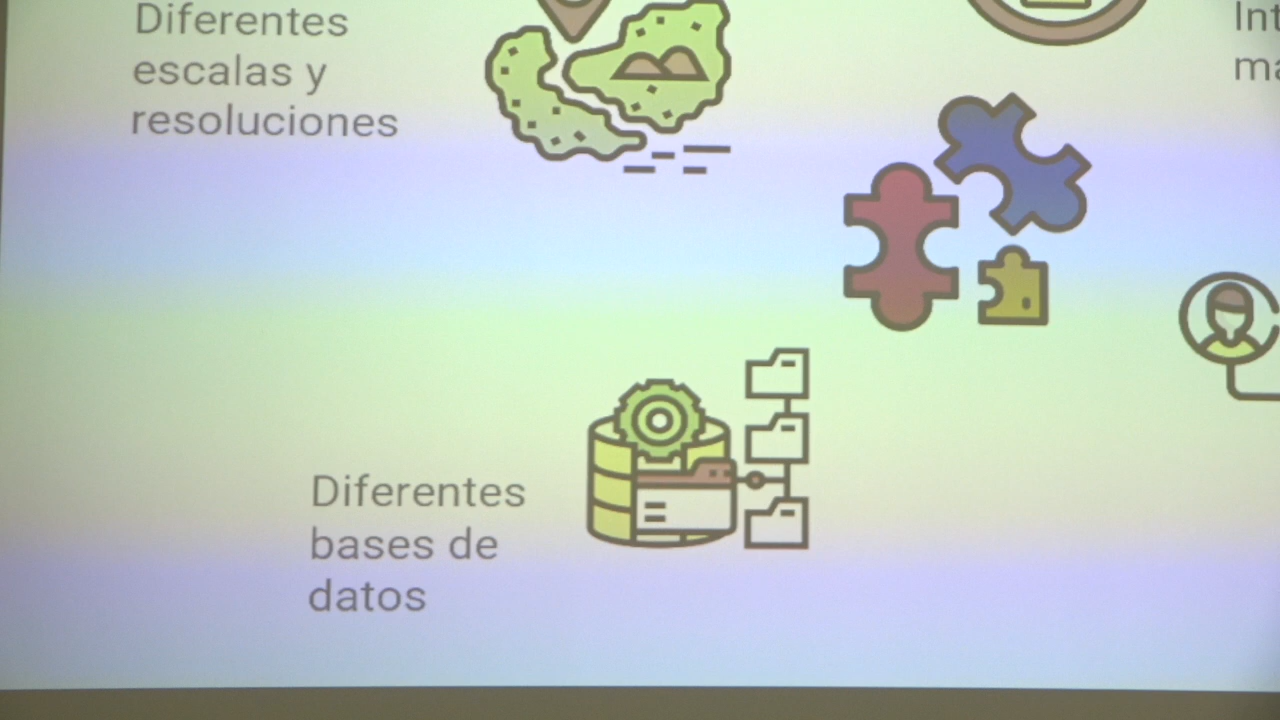 Diferentes
escalas y
resoluciones
Diferentes
bases de
datos